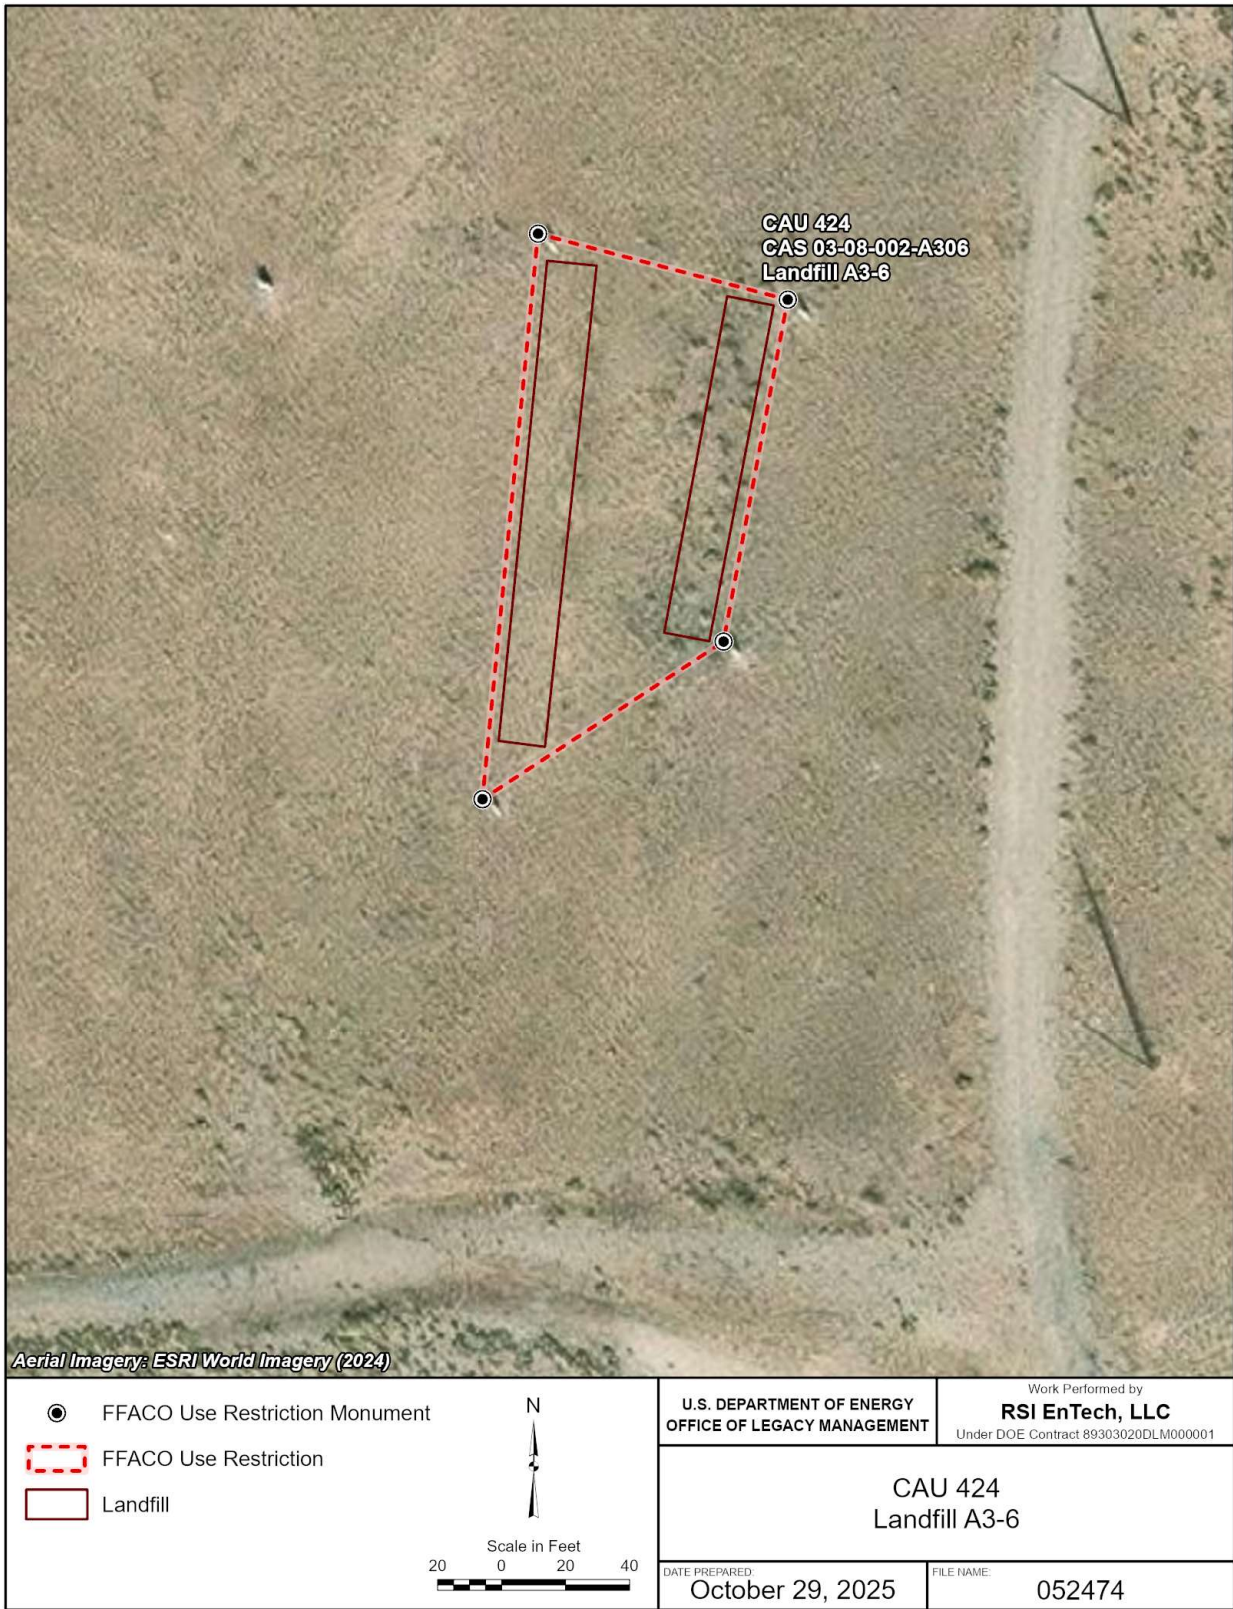 CAU 424
CAS 03-08-002-A306
Landfill A3-6
Aerial Imagery: ESRI World Imagery (2024)
FFACO Use Restriction Monument
FFACO Use Restriction
Landfill
N
Scale in Feet
20 0 20 40
U.S. DEPARTMENT OF ENERGY
OFFICE OF LEGACY MANAGEMENT
Work Performed by
RSI EnTech, LLC
Under DOE Contract 89303020DLM000001
CAU 424
Landfill A3-6
DATE PREPARED:
October 29, 2025
FILE NAME:
052474